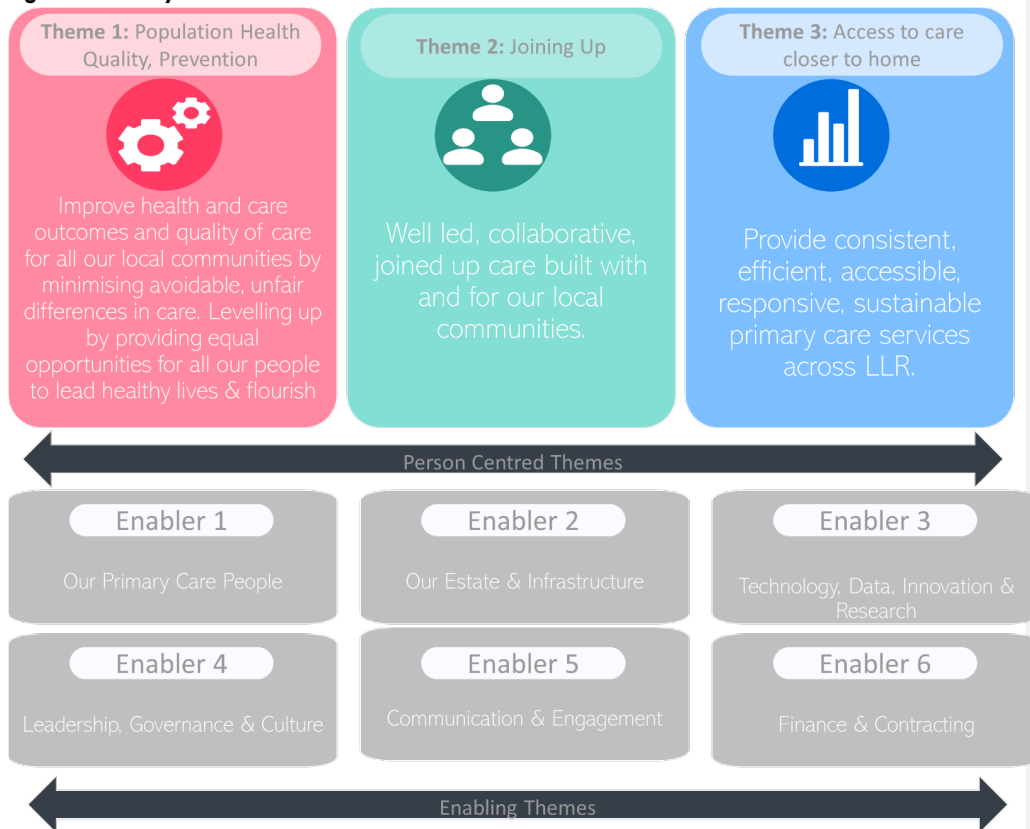 Theme 1: Population Health
Quality, Prevention
Improve health and care
outcomes and quality of care
for all our local communities by
minimising avoidable, unfair
differences in care. Levelling up
by providing equal
opportunities for all our people
to lead healthy lives & flourish
Theme 2: Joining Up
Well led, collaborative,
joined up care built with
and for our local
communities.
Theme 3: Access to care
closer to home
Provide consistent,
efficient, accessible,
responsive, sustainable
primary care services
across LLR.
Person Centred Themes
Enabler 1
Our Primary Care People
Enabler 2
Our Estate & Infrastructure
Enabler 3
Technology, Data, Innovation &
Research
Enabler 4
Leadership, Governance & Culture
Enabler 5
Communication & Engagement
Enabler 6
Finance & Contracting
Enabling Themes